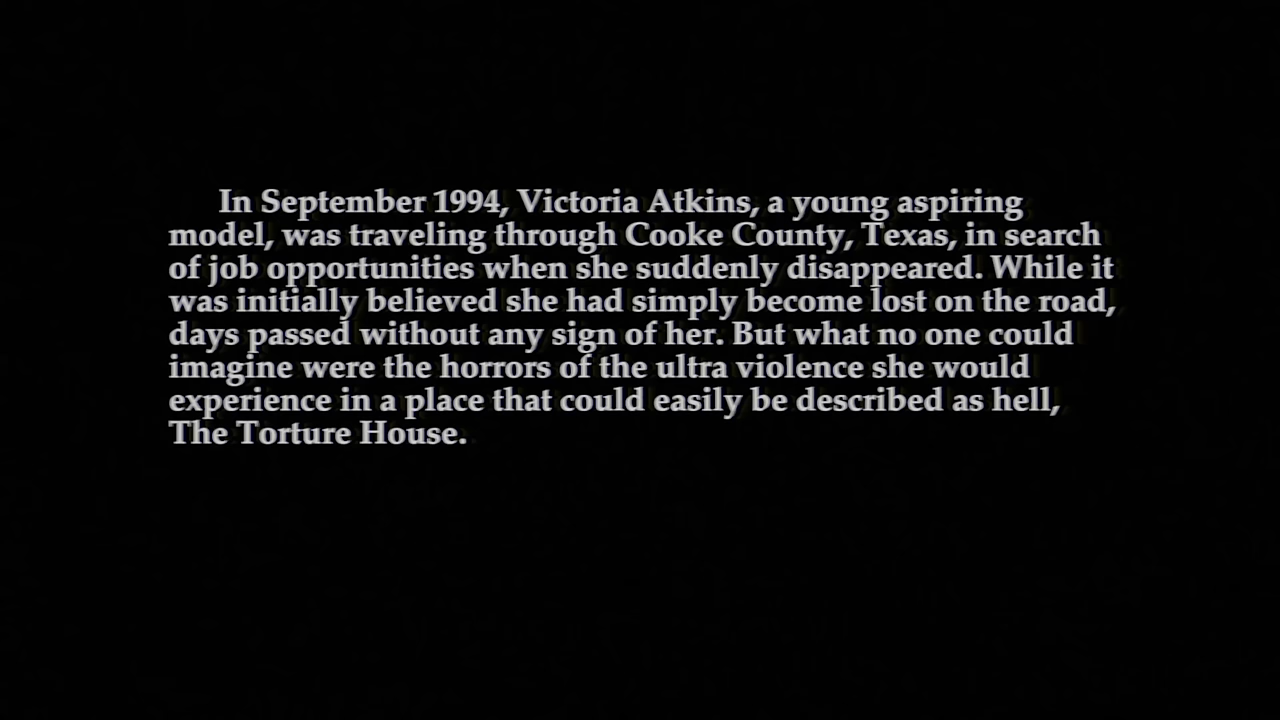 In September 1994, Victoria Atkins, a young aspiring
model, was traveling through Cooke County, Texas, in search
of job opportunities when she suddenly disappeared. While it
was initially believed she had simply become lost on the road,
days passed without any sign of her. But what no one could
imagine were the horrors of the ultra violence she would
experience in a place that could easily be described as hell,
The Torture House.